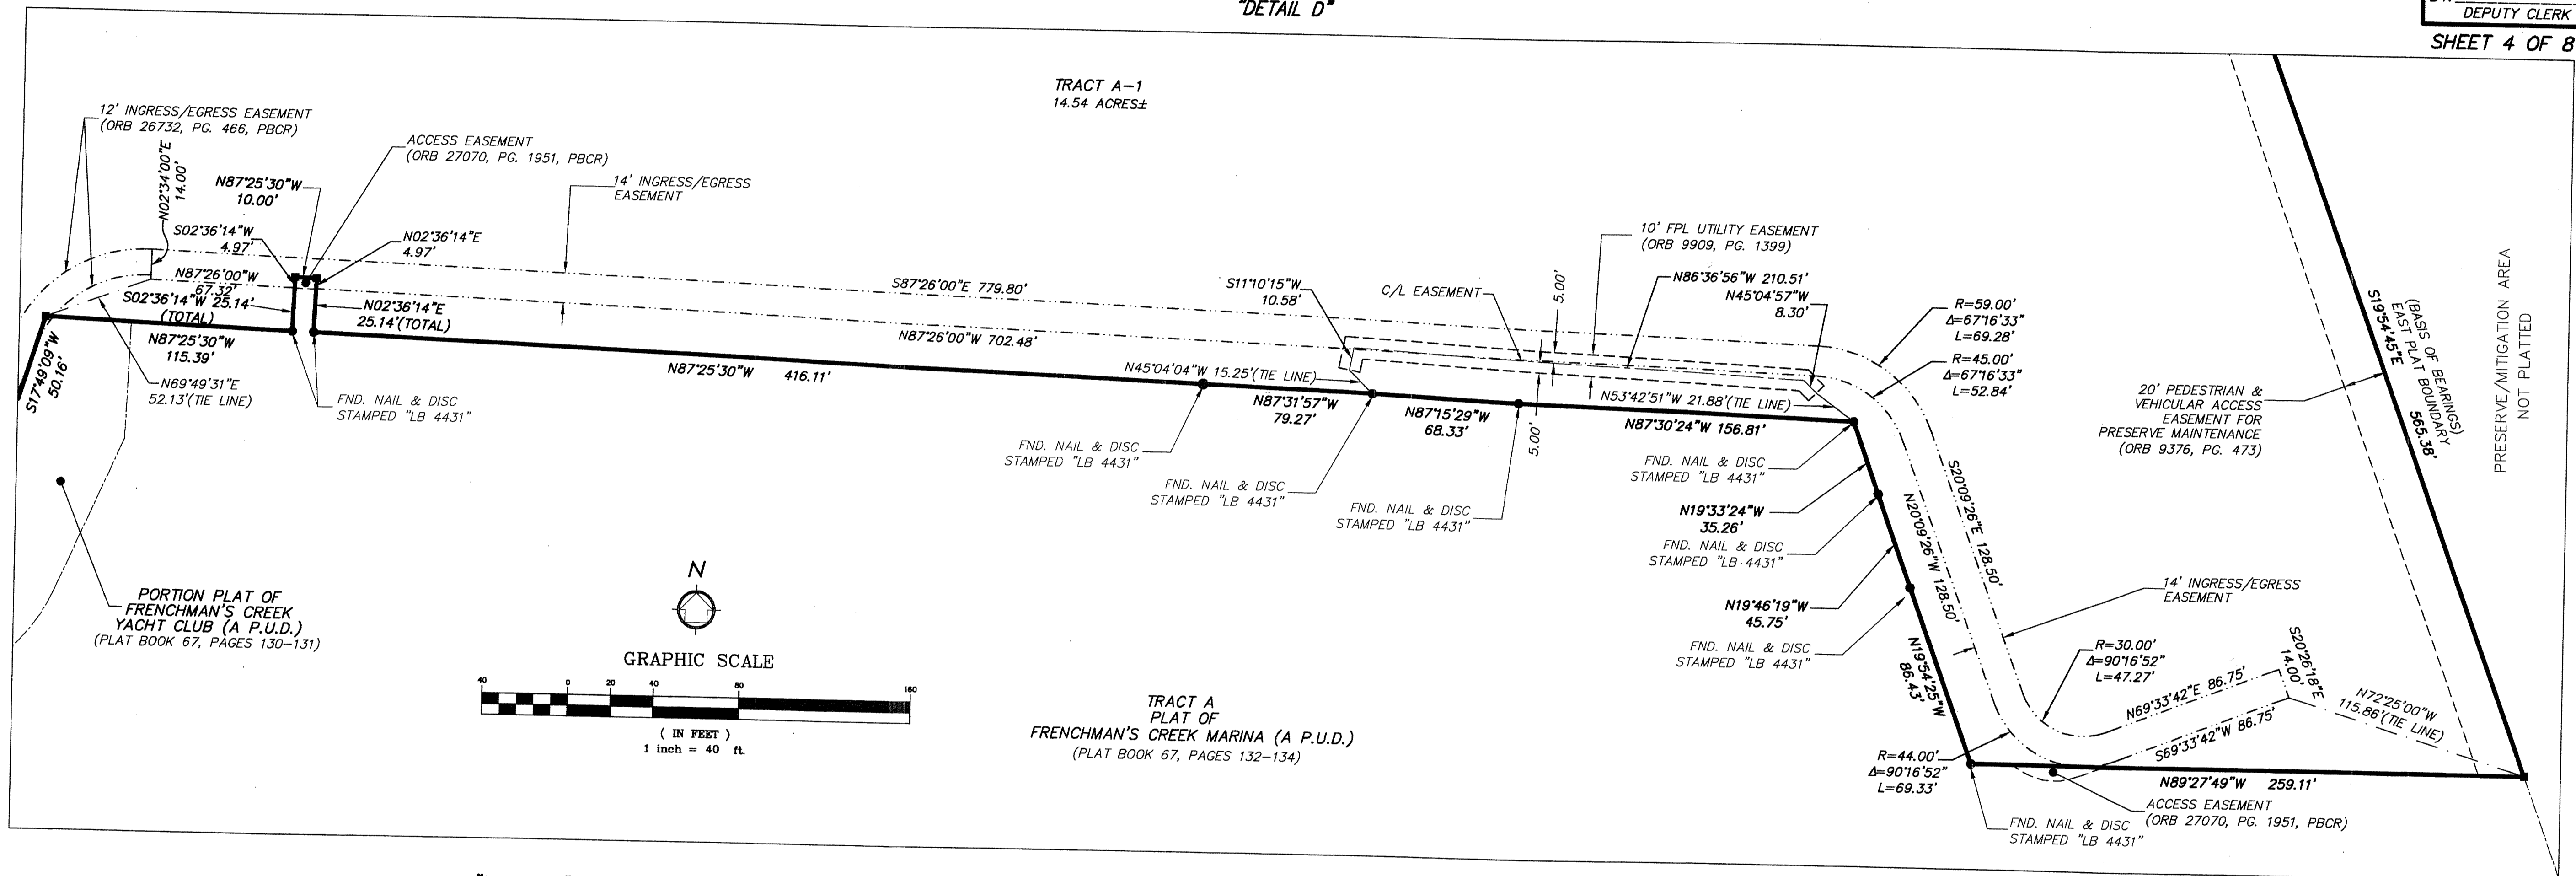 "DETAIL D"
DEPUTY CLERK
SHEET 4 OF 8
TRACT A-1
14.54 ACRES±
12' INGRESS/EGRESS EASEMENT
(ORB 26732, PG. 466, PBCR)
N02°34'00"E
14.00'
ACCESS EASEMENT
(ORB 27070, PG. 1951, PBCR)
N87°25'30"W
10.00'
14' INGRESS/EGRESS
EASEMENT
S02°36'14"W
4.97'
N02°36'14"E
4.97'
N87°26'00"W
67.32'
S02°36'14"W 25.14'
(TOTAL)
N02°36'14"E
25.14'(TOTAL)
S87°26'00"E 779.80'
N87°26'00"W 702.48'
S17°49'09"W
50.16'
N87°25'30"W
115.39'
N69°49'31"E
52.13'(TIE LINE)
FND. NAIL & DISC
STAMPED "LB 4431"
N87°25'30"W 416.11'
S11°10'15"W
10.58'
C/L EASEMENT
5.00'
10' FPL UTILITY EASEMENT
(ORB 9909, PG. 1399)
N86°36'56"W 210.51'
N45°04'57"W
8.30'
R=59.00'
Δ=67°16'33"
L=69.28'
R=45.00'
Δ=67°16'33"
L=52.84'
N45°04'04"W 15.25'(TIE LINE)
N87°31'57"W
79.27'
N87°15'29"W
68.33'
5.00'
N53°42'51"W 21.88'(TIE LINE)
N87°30'24"W 156.81'
FND. NAIL & DISC
STAMPED "LB 4431"
FND. NAIL & DISC
STAMPED "LB 4431"
FND. NAIL & DISC
STAMPED "LB 4431"
FND. NAIL & DISC
STAMPED "LB 4431"
N19°33'24"W
35.26'
FND. NAIL & DISC
STAMPED "LB 4431"
N19°46'19"W
45.75'
FND. NAIL & DISC
STAMPED "LB 4431"
N19°54'25"W
86.43'
N20°09'26"W 128.50'
S20°09'26"E 128.50'
14' INGRESS/EGRESS
EASEMENT
20' PEDESTRIAN &
VEHICULAR ACCESS
EASEMENT FOR
PRESERVE MAINTENANCE
(ORB 9376, PG. 473)
S19°54'45"E 565.38'
EAST PLAT BOUNDARY
(BASIS OF BEARINGS)
PRESERVE/MITIGATION AREA
NOT PLATTED
R=30.00'
Δ=90°16'52"
L=47.27'
S20°26'18"E
14.00'
N69°33'42"E 86.75'
S69°33'42"W 86.75'
N72°25'00"W
115.86'(TIE LINE)
R=44.00'
Δ=90°16'52"
L=69.33'
N89°27'49"W 259.11'
ACCESS EASEMENT
(ORB 27070, PG. 1951, PBCR)
FND. NAIL & DISC
STAMPED "LB 4431"
PORTION PLAT OF
FRENCHMAN'S CREEK
YACHT CLUB (A P.U.D.)
(PLAT BOOK 67, PAGES 130-131)
N
GRAPHIC SCALE
40 0 20 40 80 160
( IN FEET )
1 inch = 40 ft.
TRACT A
PLAT OF
FRENCHMAN'S CREEK MARINA (A P.U.D.)
(PLAT BOOK 67, PAGES 132-134)